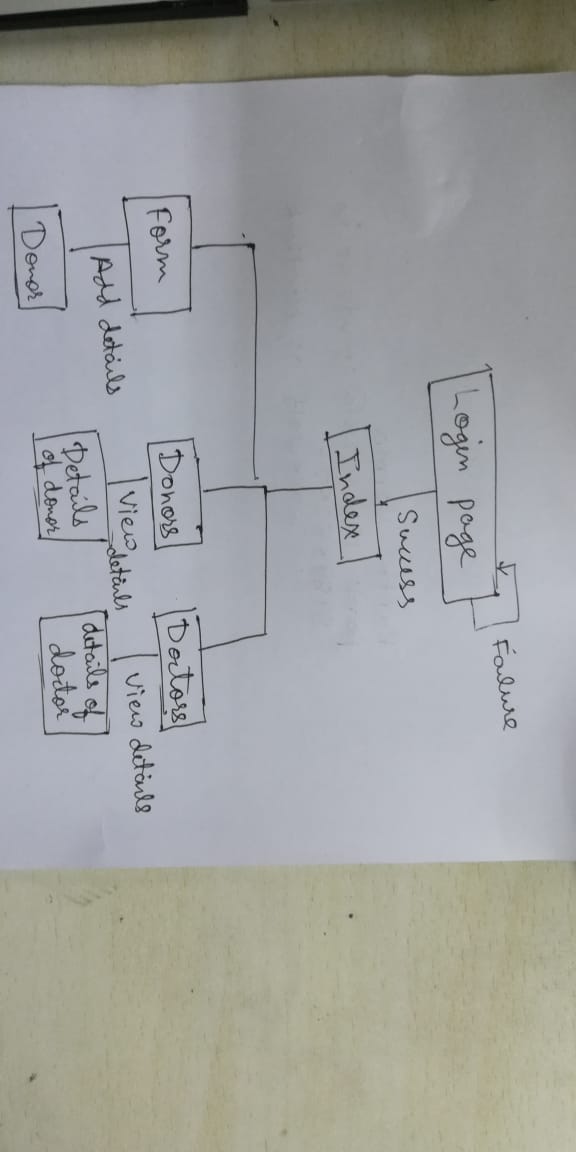 Failure
Login page
Success
Index
Form
Donors
Doctors
Add details
View details
View details
Donor
Details
of donor
details of
doctor